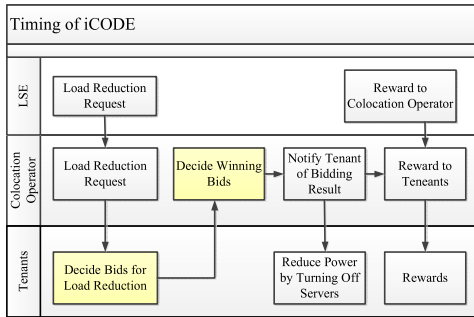 Timing of iCODE
LSE
Load Reduction
Request
Reward to
Colocation Operator
Colocation
Operator
Load Reduction
Request
Decide Winning
Bids
Notify Tenant
of Bidding
Result
Reward to
Teneants
Tenants
Decide Bids for
Load Reduction
Reduce Power
by Turning Off
Servers
Rewards